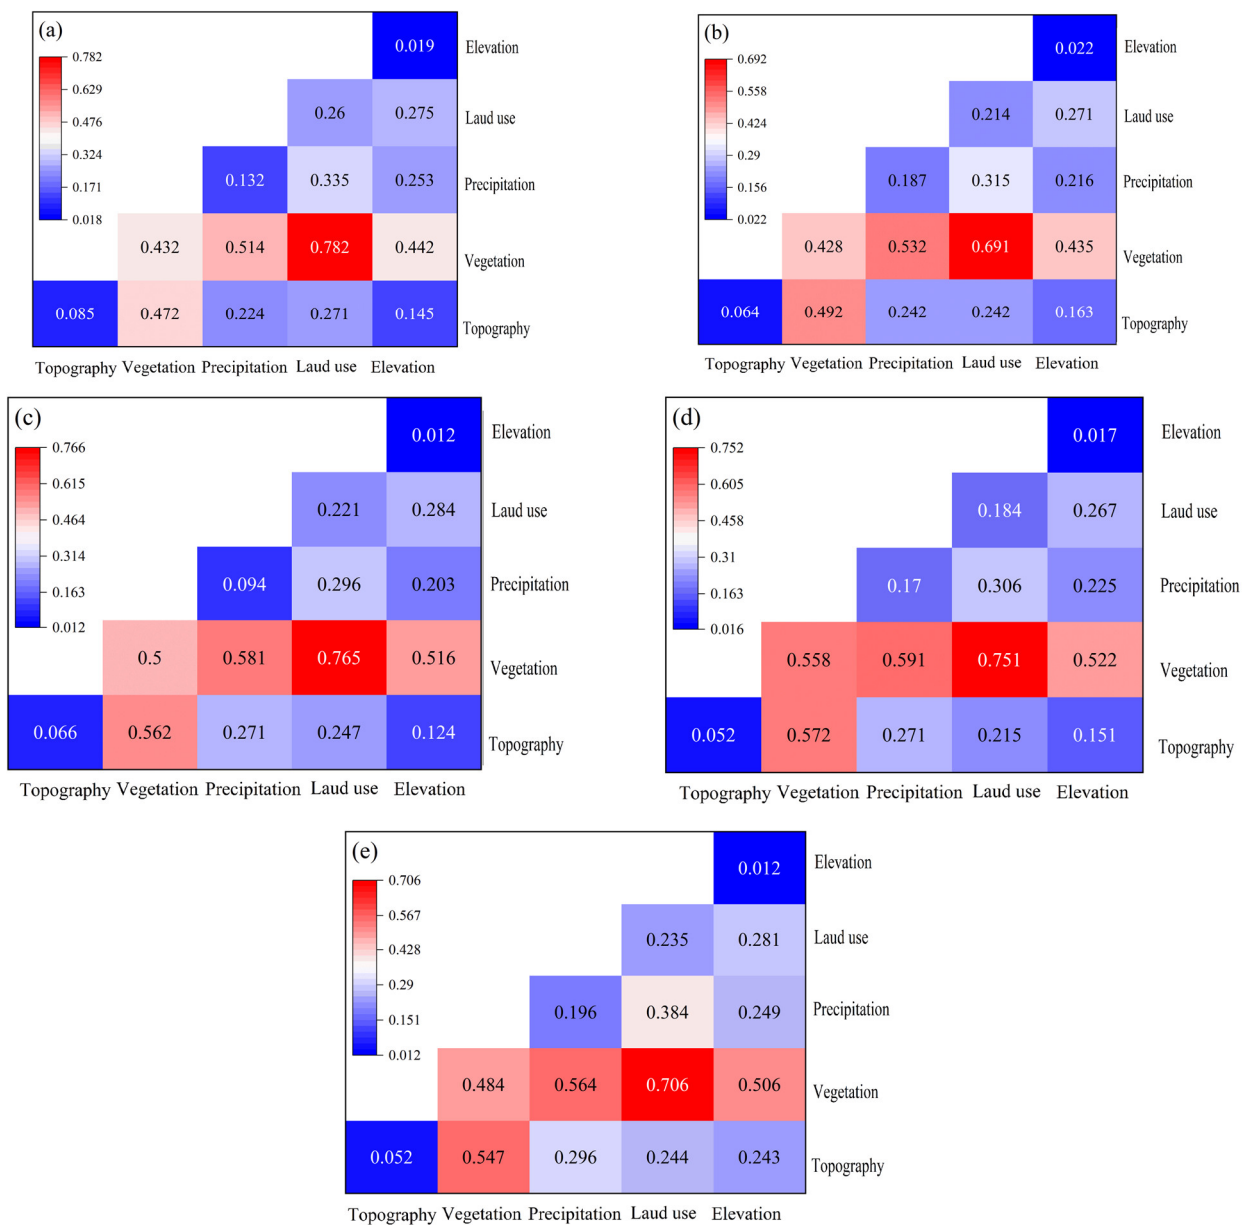 (a)
0.782
0.629
0.476
0.324
0.171
0.018
0.019 Elevation
0.26 0.275 Laud use
0.132 0.335 0.253 Precipitation
0.432 0.514 0.782 0.442 Vegetation
0.085 0.472 0.224 0.271 0.145 Topography
Topography Vegetation Precipitation Laud use Elevation
(b)
0.692
0.558
0.424
0.29
0.156
0.022
0.022 Elevation
0.214 0.271 Laud use
0.187 0.315 0.216 Precipitation
0.428 0.532 0.691 0.435 Vegetation
0.064 0.492 0.242 0.242 0.163 Topography
Topography Vegetation Precipitation Laud use Elevation
(c)
0.766
0.615
0.464
0.314
0.163
0.012
0.012 Elevation
0.221 0.284 Laud use
0.094 0.296 0.203 Precipitation
0.5 0.581 0.765 0.516 Vegetation
0.066 0.562 0.271 0.247 0.124 Topography
Topography Vegetation Precipitation Laud use Elevation
(d)
0.752
0.605
0.458
0.31
0.163
0.016
0.017 Elevation
0.184 0.267 Laud use
0.17 0.306 0.225 Precipitation
0.558 0.591 0.751 0.522 Vegetation
0.052 0.572 0.271 0.215 0.151 Topography
Topography Vegetation Precipitation Laud use Elevation
(e)
0.706
0.567
0.428
0.29
0.151
0.012
0.012 Elevation
0.235 0.281 Laud use
0.196 0.384 0.249 Precipitation
0.484 0.564 0.706 0.506 Vegetation
0.052 0.547 0.296 0.244 0.243 Topography
Topography Vegetation Precipitation Laud use Elevation